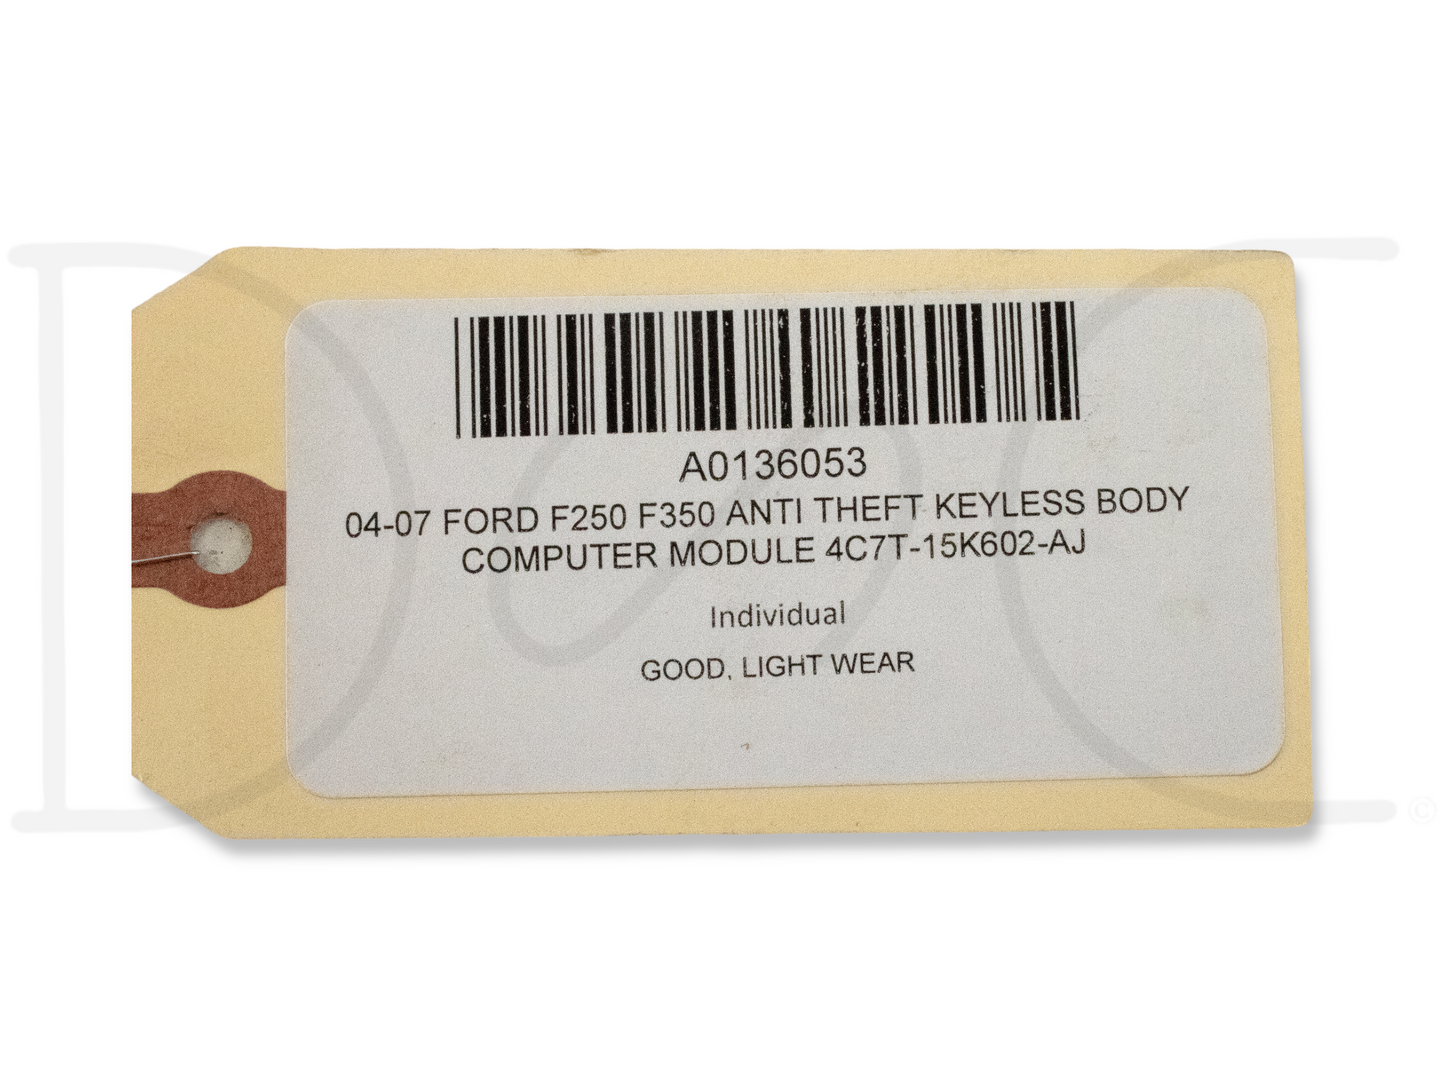 A0136053
04-07 FORD F250 F350 ANTI THEFT KEYLESS BODY
COMPUTER MODULE 4C7T-15K602-AJ
Individual
GOOD, LIGHT WEAR
©